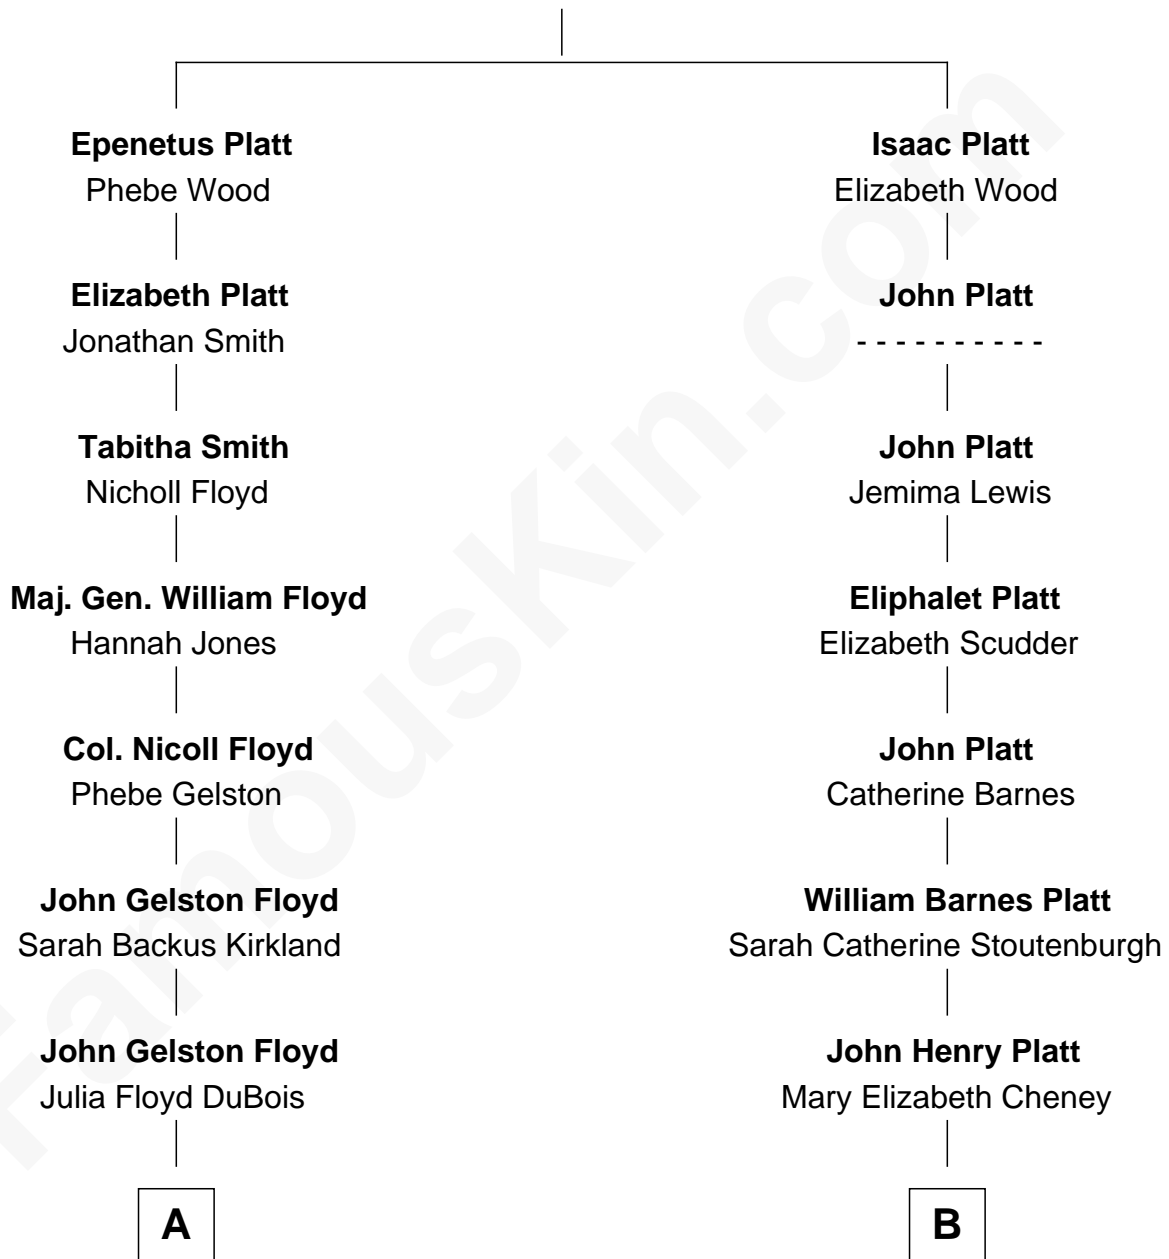 Epenetus Platt
Phebe Wood
Isaac Platt
Elizabeth Wood
Elizabeth Platt
Jonathan Smith
John Platt
- - - - - - - - - -
Tabitha Smith
Nicholl Floyd
John Platt
Jemima Lewis
Maj. Gen. William Floyd
Hannah Jones
Eliphalet Platt
Elizabeth Scudder
Col. Nicoll Floyd
Phebe Gelston
John Platt
Catherine Barnes
John Gelston Floyd
Sarah Backus Kirkland
William Barnes Platt
Sarah Catherine Stoutenburgh
John Gelston Floyd
Julia Floyd DuBois
John Henry Platt
Mary Elizabeth Cheney
A
B
FamousKin.com